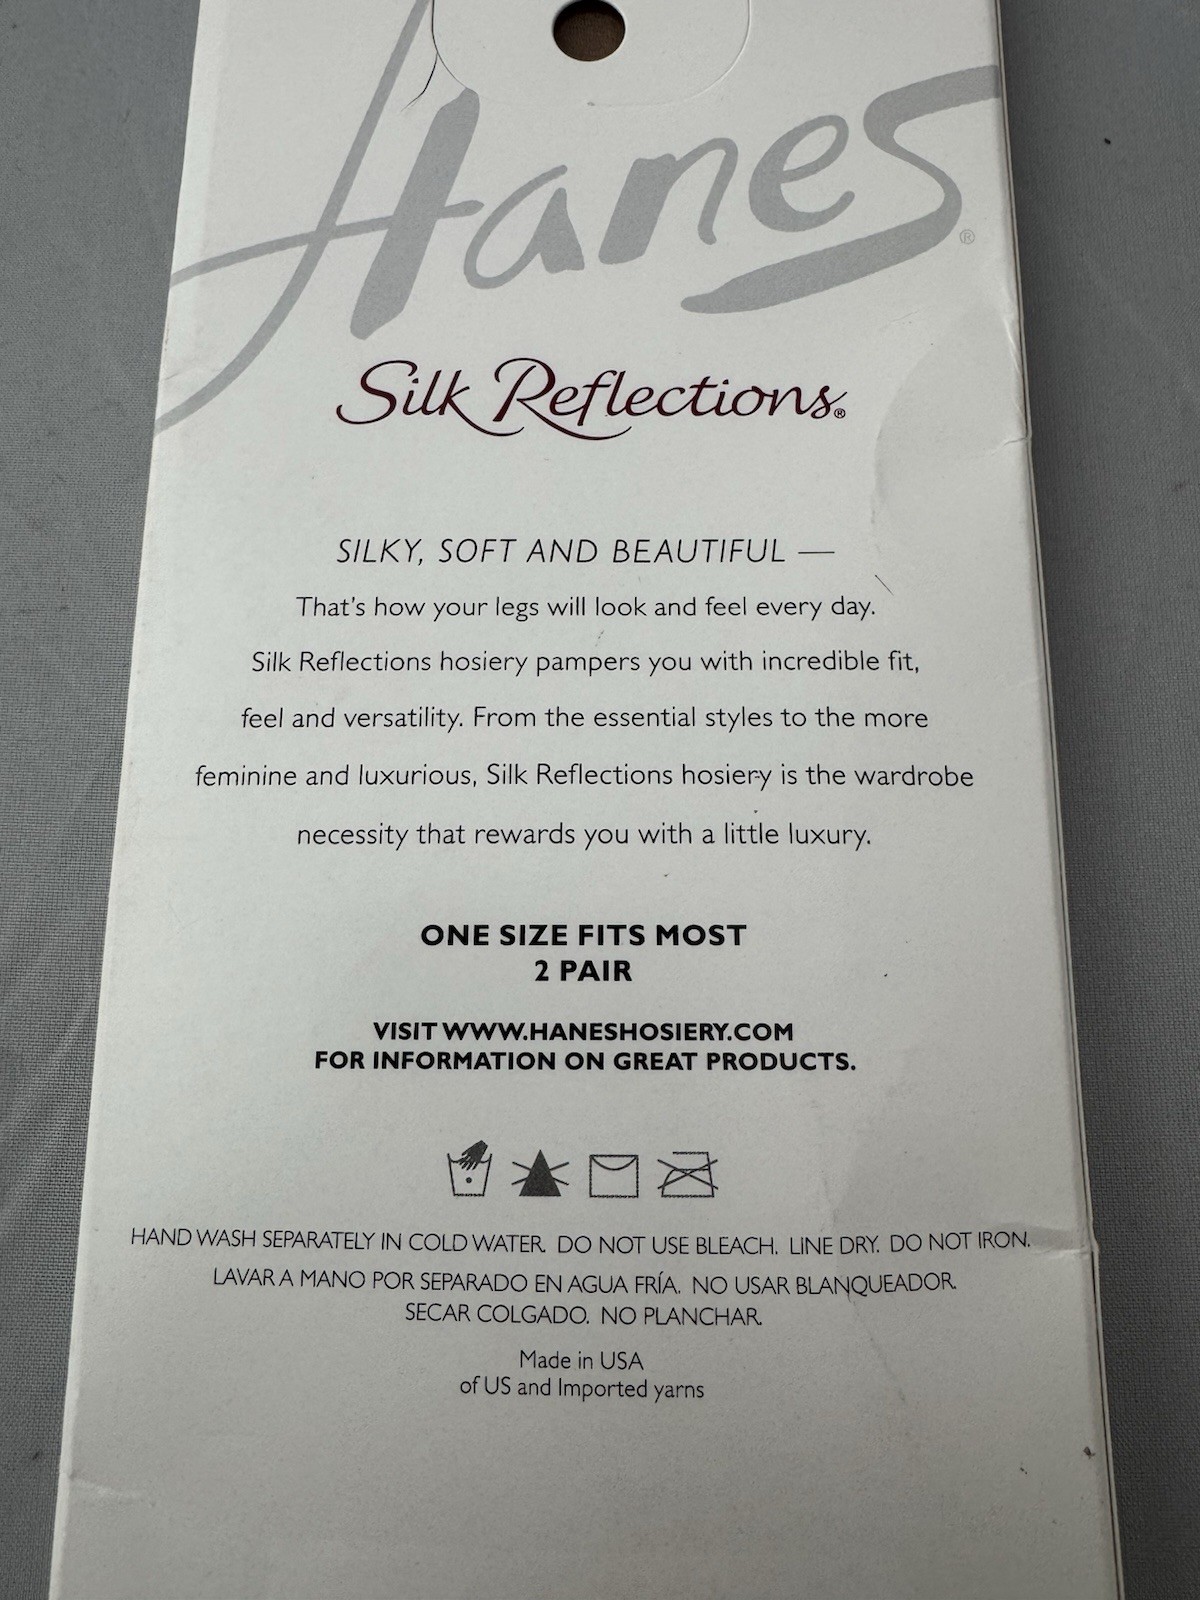 Hanes®
Silk Reflections®
SILKY, SOFT AND BEAUTIFUL —
That's how your legs will look and feel every day.
Silk Reflections hosiery pampers you with incredible fit,
feel and versatility. From the essential styles to the more
feminine and luxurious, Silk Reflections hosiery is the wardrobe
necessity that rewards you with a little luxury.
ONE SIZE FITS MOST
2 PAIR
VISIT WWW.HANESHOSIERY.COM
FOR INFORMATION ON GREAT PRODUCTS.
HAND WASH SEPARATELY IN COLD WATER. DO NOT USE BLEACH. LINE DRY. DO NOT IRON.
LAVAR A MANO POR SEPARADO EN AGUA FRÍA. NO USAR BLANQUEADOR.
SECAR COLGADO. NO PLANCHAR.
Made in USA
of US and Imported yarns